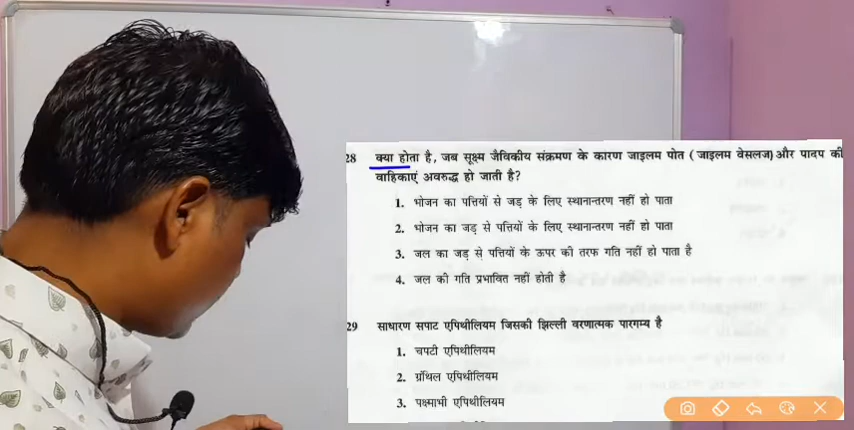 28 क्या होता है, जब सूक्ष्म जैविकीय संक्रमण के कारण जाइलम पोत ( जाइलम वेसलज) और पादप की
वाहिकाएं अवरुद्ध हो जाती है?
1. भोजन का पत्तियों से जड़ के लिए स्थानान्तरण नहीं हो पाता
2. भोजन का जड़ से पत्तियों के लिए स्थानान्तरण नहीं हो पाता
3. जल का जड़ से पत्तियों के ऊपर की तरफ गति नहीं हो पाता है
4. जल की गति प्रभावित नहीं होती है
29 साधारण सपाट एपिथीलियम जिसकी झिल्ली वरणात्मक पारगम्य है
1. चपटी एपिथीलियम
2. ग्रंथिल एपिथीलियम
3. पक्ष्माभी एपिथीलियम